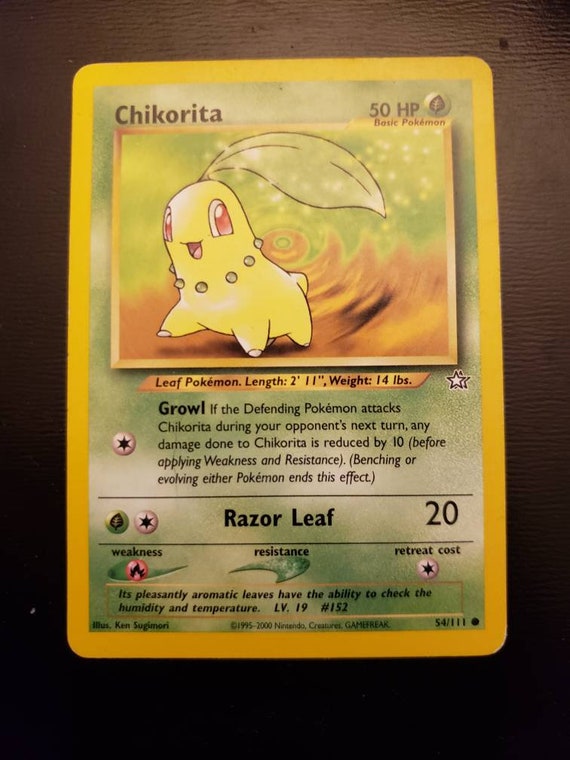 Chikorita 50 HP
Basic Pokémon
Leaf Pokémon. Length: 2' 11", Weight: 14 lbs.
Growl If the Defending Pokémon attacks
Chikorita during your opponent's next turn, any
damage done to Chikorita is reduced by 10 (before
applying Weakness and Resistance). (Benching or
evolving either Pokémon ends this effect.)
Razor Leaf 20
weakness resistance retreat cost
Its pleasantly aromatic leaves have the ability to check the
humidity and temperature. LV. 19 #152
Illus. Ken Sugimori ©1995-2000 Nintendo, Creatures, GAMEFREAK. 54/111